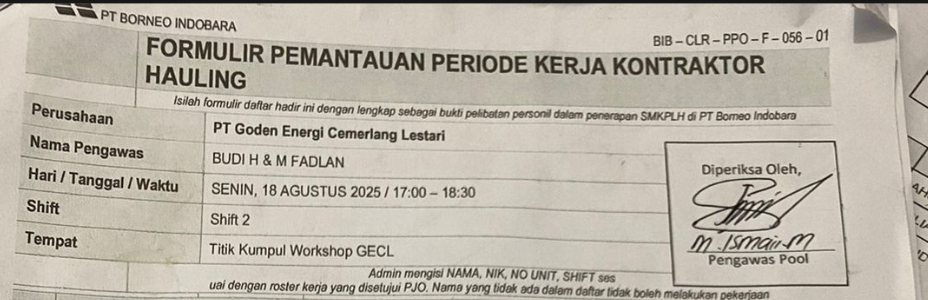 PT BORNEO INDOBARA
BIB – CLR – PPO – F – 056 – 01
FORMULIR PEMANTAUAN PERIODE KERJA KONTRAKTOR
HAULING
Isilah formulir daftar hadir ini dengan lengkap sebagai bukti pelibatan personil dalam penerapan SMKPLH di PT Borneo Indobara
Perusahaan PT Goden Energi Cemerlang Lestari
Nama Pengawas BUDI H & M FADLAN
Hari / Tanggal / Waktu SENIN, 18 AGUSTUS 2025 / 17:00 – 18:30
Shift Shift 2
Tempat Titik Kumpul Workshop GECL
Diperiksa Oleh,
M. Ismail M
Pengawas Pool
Admin mengisi NAMA, NIK, NO UNIT, SHIFT ses
uai dengan roster kerja yang disetujui PJO. Nama yang tidak ada dalam daftar tidak boleh melakukan pekerjaan